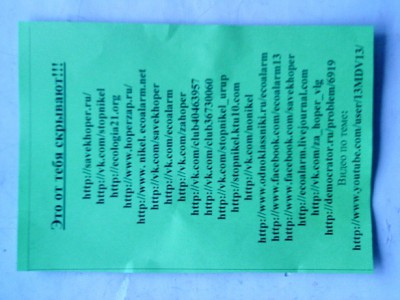 Это от тебя скрывают!!!
http://savekhoper.ru/
http://vk.com/stopnikel
http://ecologia21.org
http://www.hoperzap.ru/
http://www. nikel. ecoalarm.net
http://vk.com/savekhoper
http://vk.com/ecoalarm
http://vk.com/zahoper
http://vk.com/club40463957
http://vk.com/club36730060
http://vk.com/stopnikel_urup
http://stopnikel.ktu10.com
http://vk.com/nonikel
http://www.odnoklassniki.ru/ecoalarm
http://www.facebook.com/ecoalarm13
http://www.facebook.com/savekhoper
http://ecoalarm.livejournal.com
http://vk.com/za_hoper_vlg
http://democrator.ru/problem/6919
Видео по теме:
http://www.youtube.com/user/13MDV13/